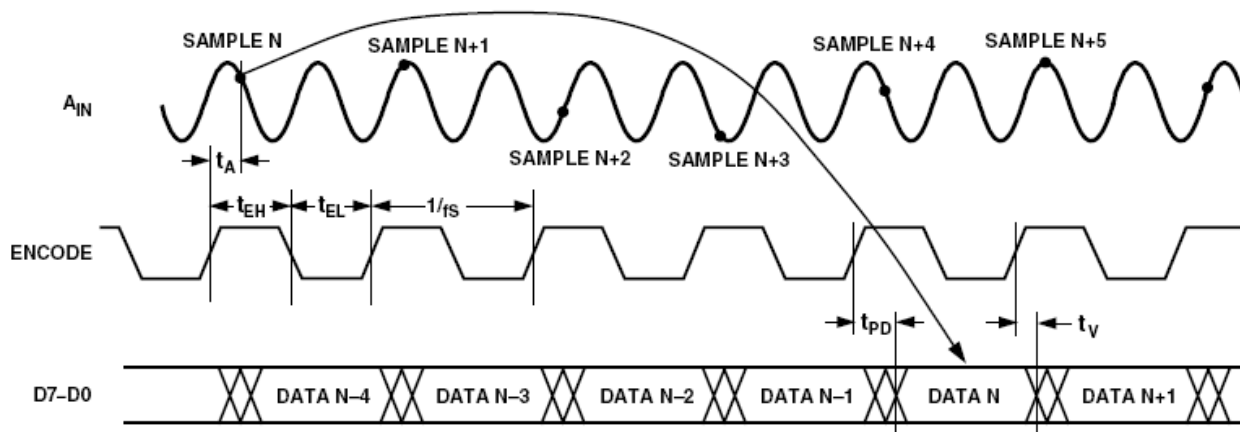 SAMPLE N
SAMPLE N+1
SAMPLE N+4
SAMPLE N+5
AIN
SAMPLE N+2
SAMPLE N+3
tA
tEH
tEL
1/fS
ENCODE
tPD
tV
D7–D0
DATA N–4
DATA N–3
DATA N–2
DATA N–1
DATA N
DATA N+1